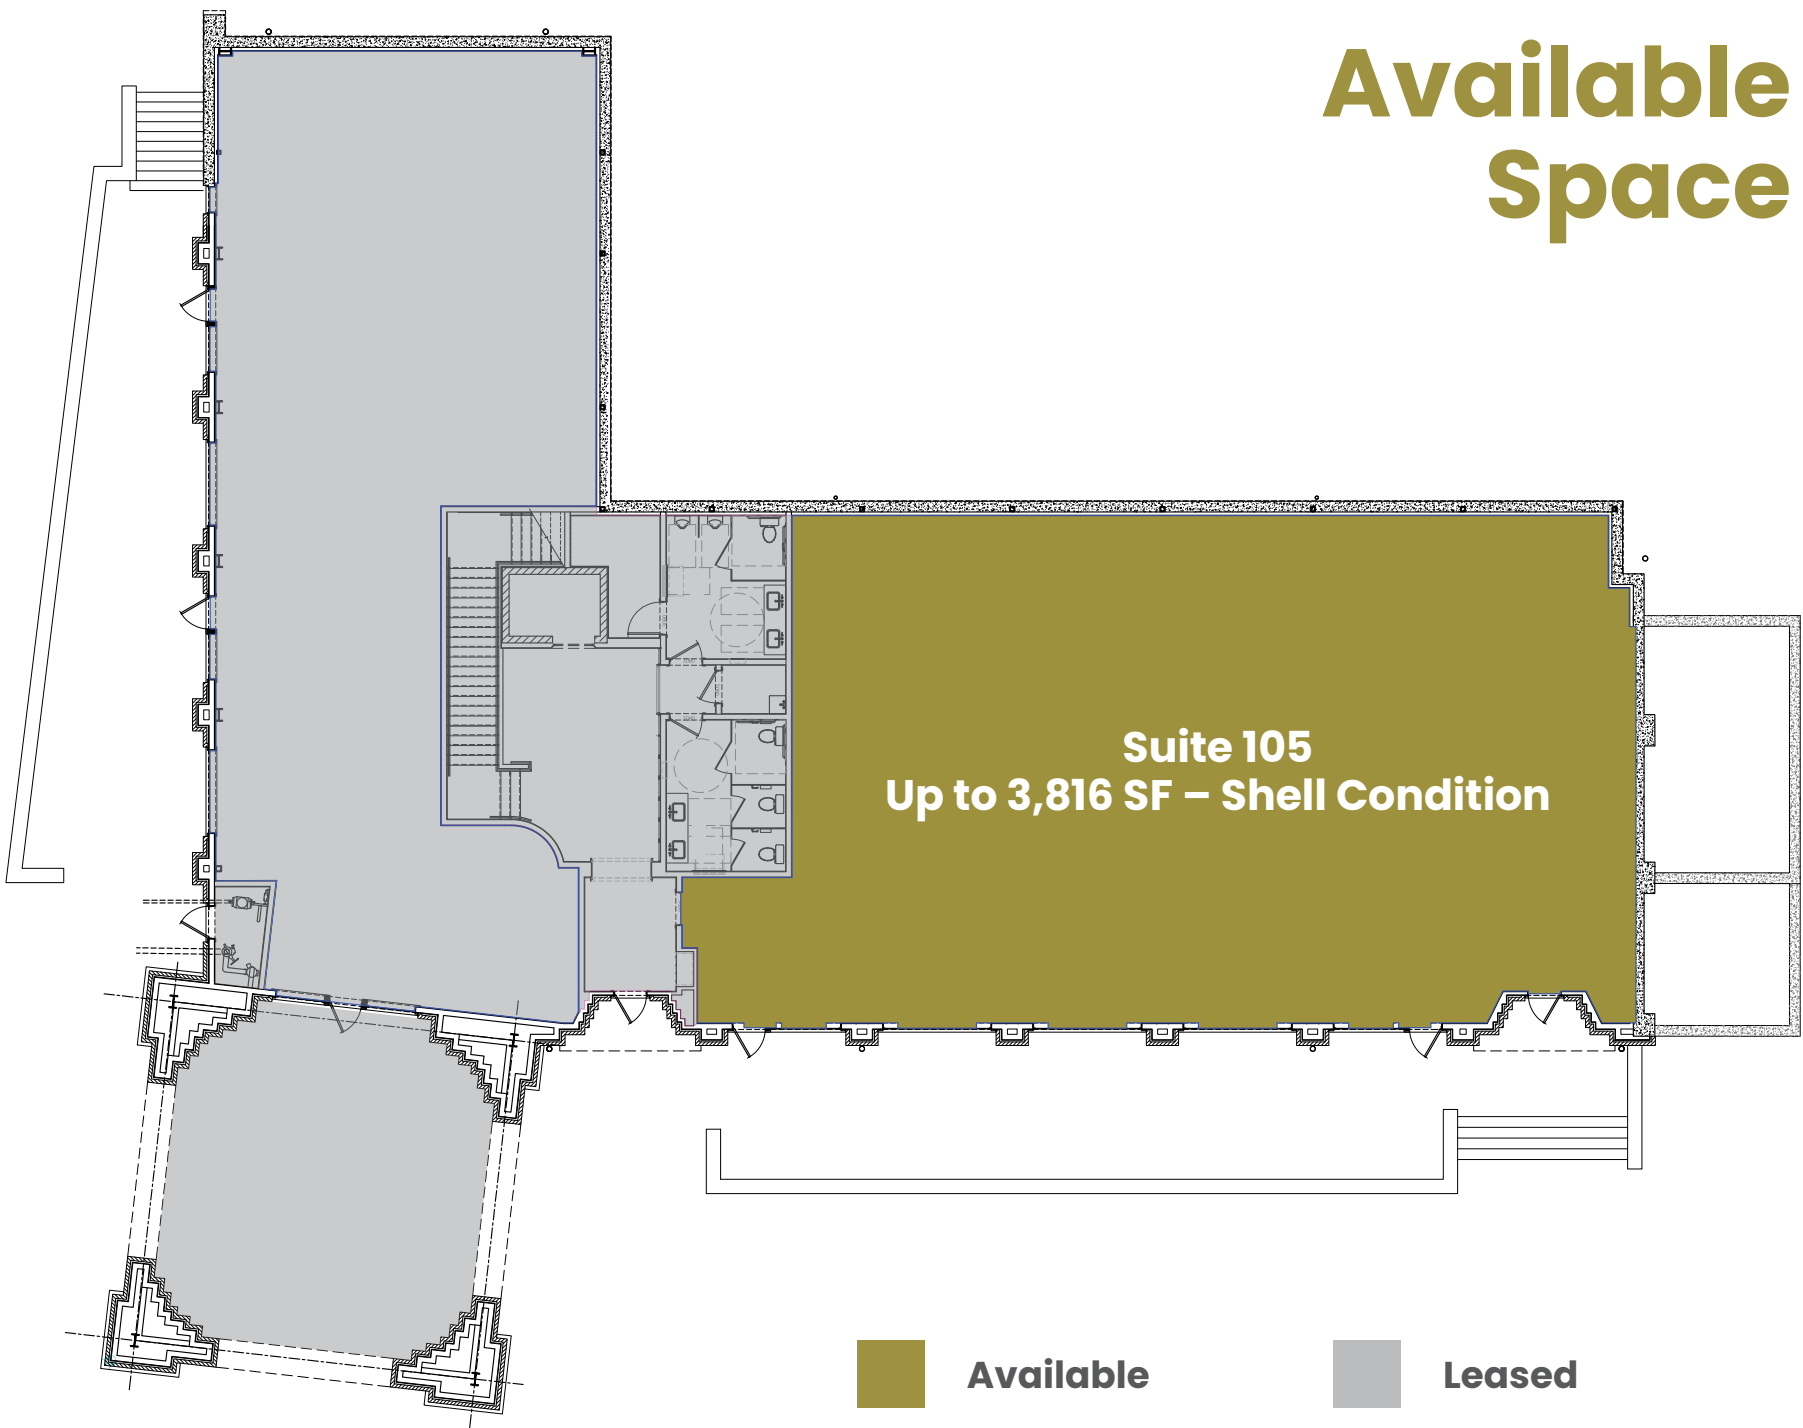 Available
Space
Suite 105
Up to 3,816 SF – Shell Condition
Available
Leased